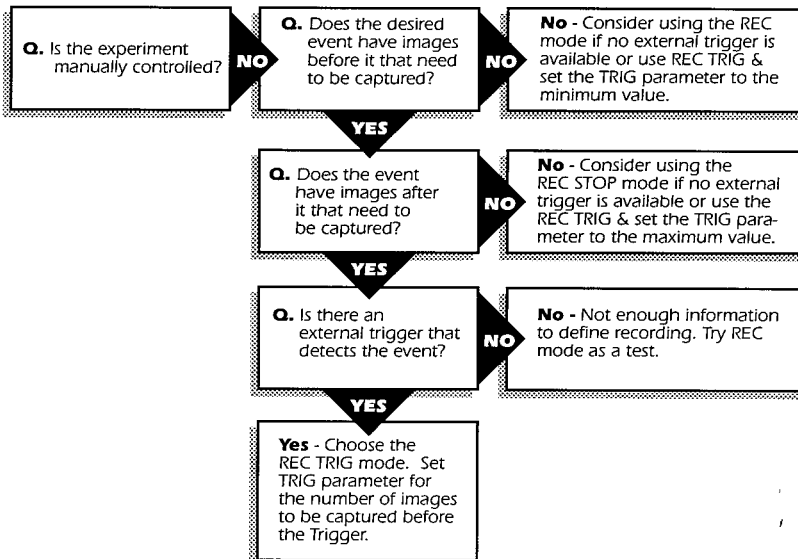 Q. Is the experiment
manually controlled?
NO
Q. Does the desired
event have images
before it that need
to be captured?
NO
No - Consider using the REC
mode if no external trigger is
available or use REC TRIG &
set the TRIG parameter to the
minimum value.
YES
Q. Does the event
have images after
it that need to
be captured?
NO
No - Consider using the
REC STOP mode if no external
trigger is available or use the
REC TRIG & set the TRIG para-
meter to the maximum value.
YES
Q. Is there an
external trigger that
detects the event?
NO
No - Not enough information
to define recording. Try REC
mode as a test.
YES
Yes - Choose the
REC TRIG mode. Set
TRIG parameter for
the number of images
to be captured before
the Trigger.